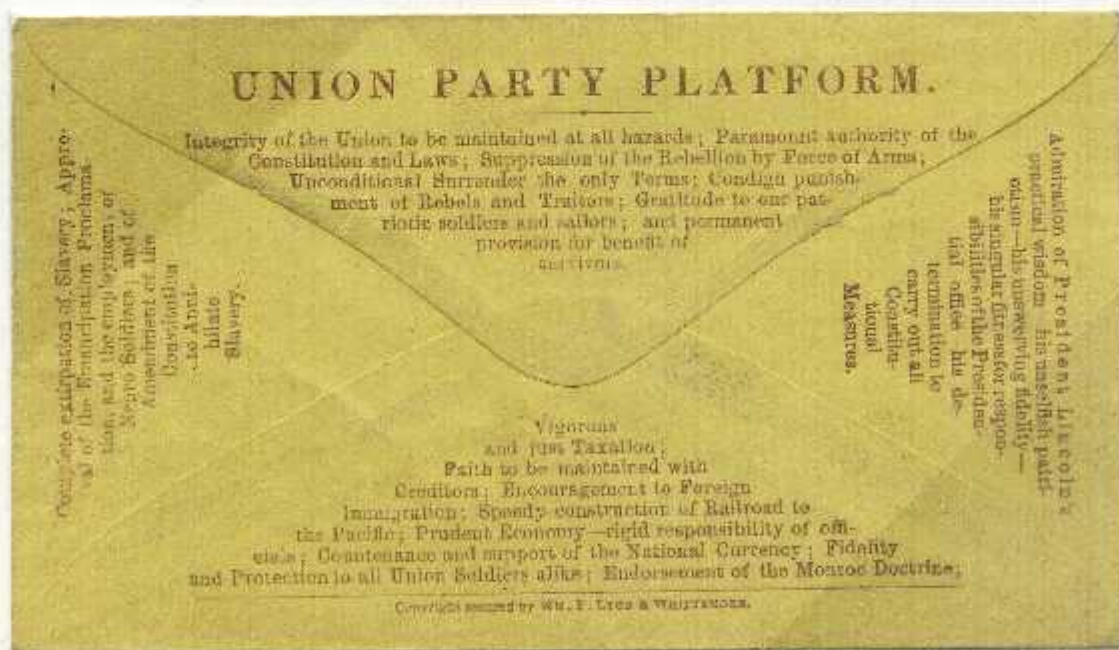 UNION PARTY PLATFORM.
Integrity of the Union to be maintained at all hazards; Paramount authority of the
Constitution and Laws; Suppression of the Rebellion by Force of Arms;
Unconditional Surrender the only Terms; Condign punish-
ment of Rebels and Traitors; Gratitude to our pat-
riotic soldiers and sailors; and permanent
provision for benefit of
survivors.
Complete extirpation of Slavery; Appro-
val of the Emancipation Proclama-
tion, and the employment of
Negro Soldiers; and of
Amendment of the
Constitution
to Anni-
hilate
Slavery.
Admiration of President Lincoln's
practical wisdom his unselfish patri-
otism—his unswerving fidelity—
his singular fitness for respon-
sibilities of the Presiden-
tial office his de-
termination to
carry out all
Constitu-
tional
Measures.
Vigorous
and just Taxation;
Faith to be maintained with
Creditors; Encouragement to Foreign
Immigration; Speedy construction of Railroad to
the Pacific; Prudent Economy—rigid responsibility of offi-
cials; Countenance and support of the National Currency; Fidelity
and Protection to all Union Soldiers alike; Endorsement of the Monroe Doctrine;
Copyright secured by WM. & WHITTEMORE.